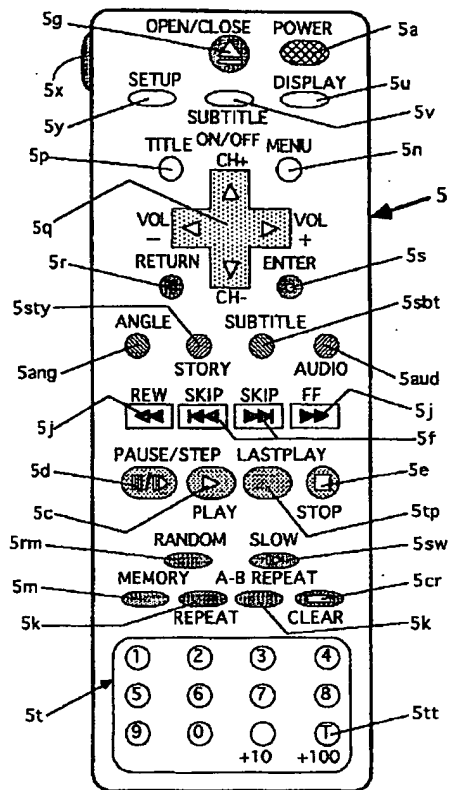 5g OPEN/CLOSE POWER 5a
5x
SETUP DISPLAY 5u
5y SUBTITLE 5v
ON/OFF
5p TITLE CH+ MENU 5n
5
5q VOL VOL
- +
5r RETURN ENTER 5s
CH-
5sty ANGLE SUBTITLE 5sbt
5ang STORY AUDIO 5aud
5j REW SKIP SKIP FF 5j
5f
5d PAUSE/STEP LASTPLAY 5e
5c PLAY STOP 5tp
5rm RANDOM SLOW 5sw
5m MEMORY A-B REPEAT 5cr
5k REPEAT CLEAR 5k
1 2 3 4
5t 5 6 7 8
9 0 T 5tt
+10 +100